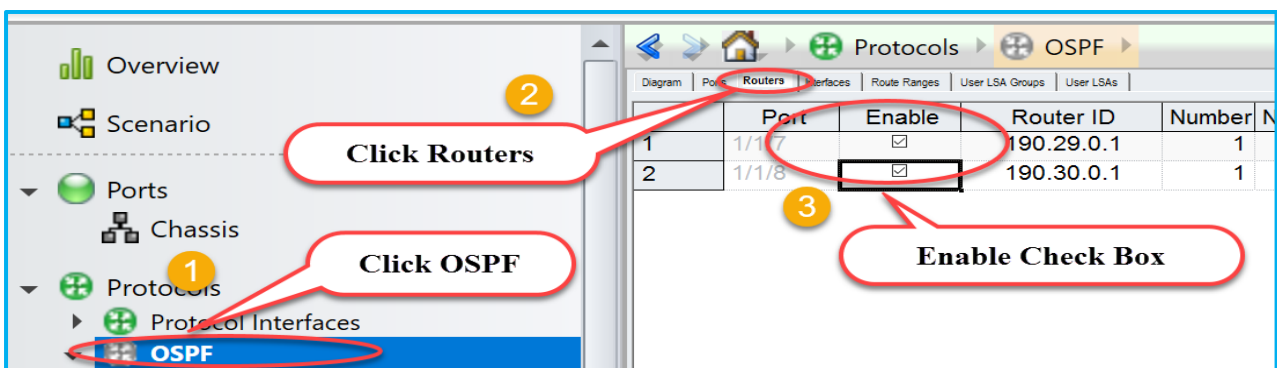 Overview
Scenario
Ports
Chassis
Protocols
Protocol Interfaces
OSPF
1
Click OSPF
2
Click Routers
Protocols OSPF
Diagram Routers Route Ranges User LSA Groups User LSAs
Port Enable Router ID Number
1 190.29.0.1 1
2 1/1/8 190.30.0.1 1
3
Enable Check Box